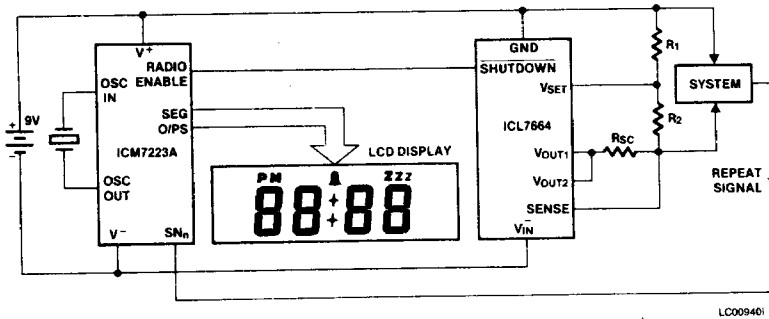 V+
GND
RADIO
ENABLE
SHUTDOWN
R1
OSC
IN
VSET
SYSTEM
+ 9V
SEG
O/PS
ICL7664
R2
ICM7223A
LCD DISPLAY
VOUT1
RSC
PM
ZZz
88:88
OSC
OUT
VOUT2
REPEAT
SIGNAL
SENSE
V-
SNn
VIN-
LC00940I